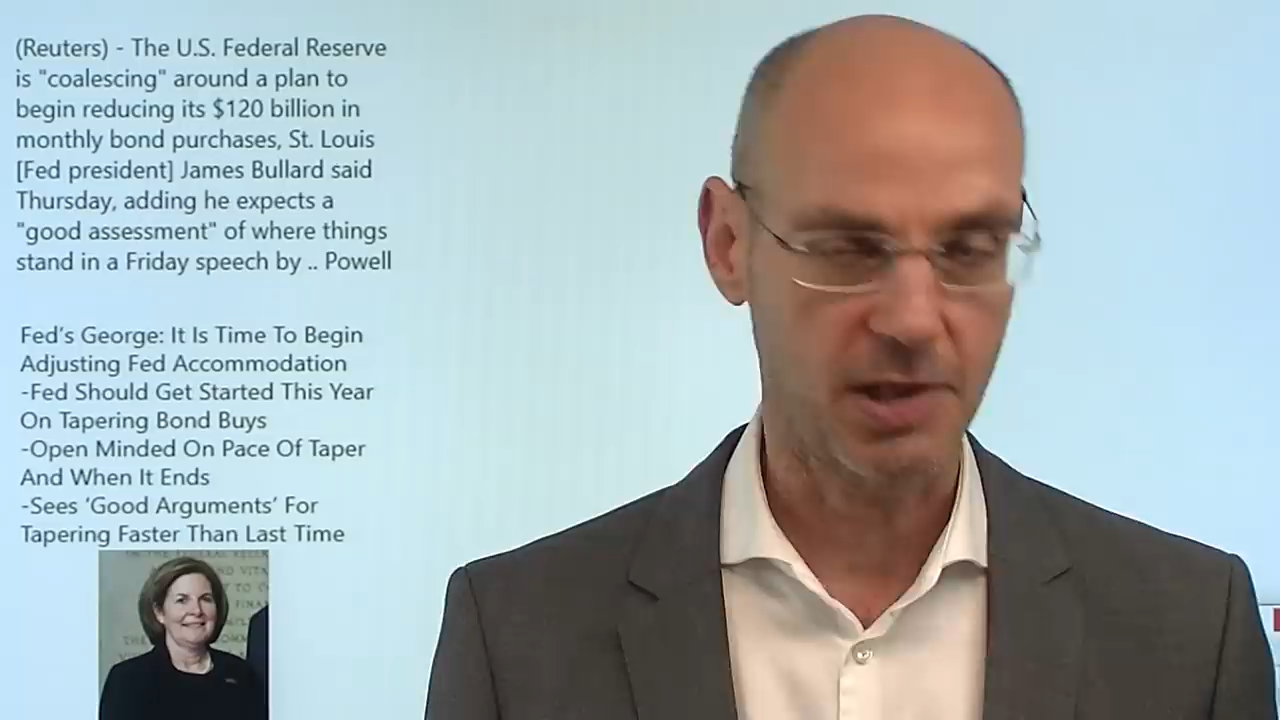 (Reuters) - The U.S. Federal Reserve
is "coalescing" around a plan to
begin reducing its $120 billion in
monthly bond purchases, St. Louis
[Fed president] James Bullard said
Thursday, adding he expects a
"good assessment" of where things
stand in a Friday speech by .. Powell
Fed's George: It Is Time To Begin
Adjusting Fed Accommodation
-Fed Should Get Started This Year
On Tapering Bond Buys
-Open Minded On Pace Of Taper
And When It Ends
-Sees ‘Good Arguments’ For
Tapering Faster Than Last Time